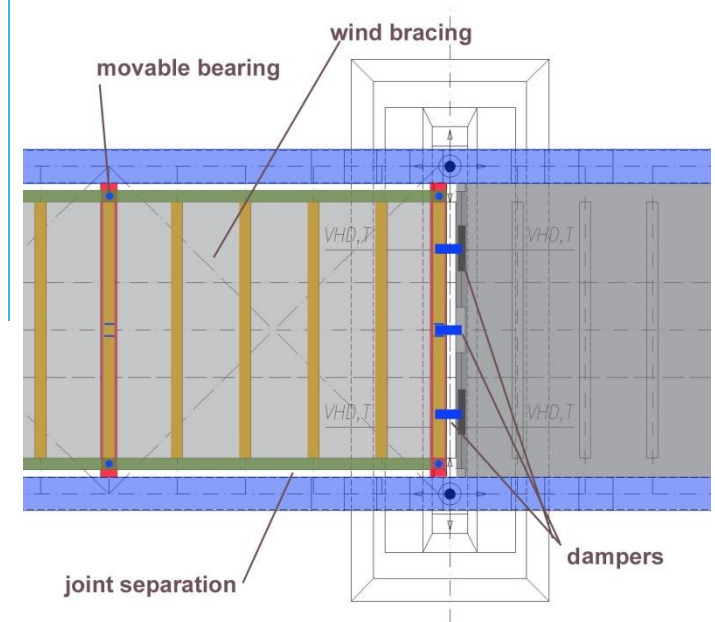 wind bracing
movable bearing
VHD,T VHD,T
VHD,T VHD,T
dampers
joint separation